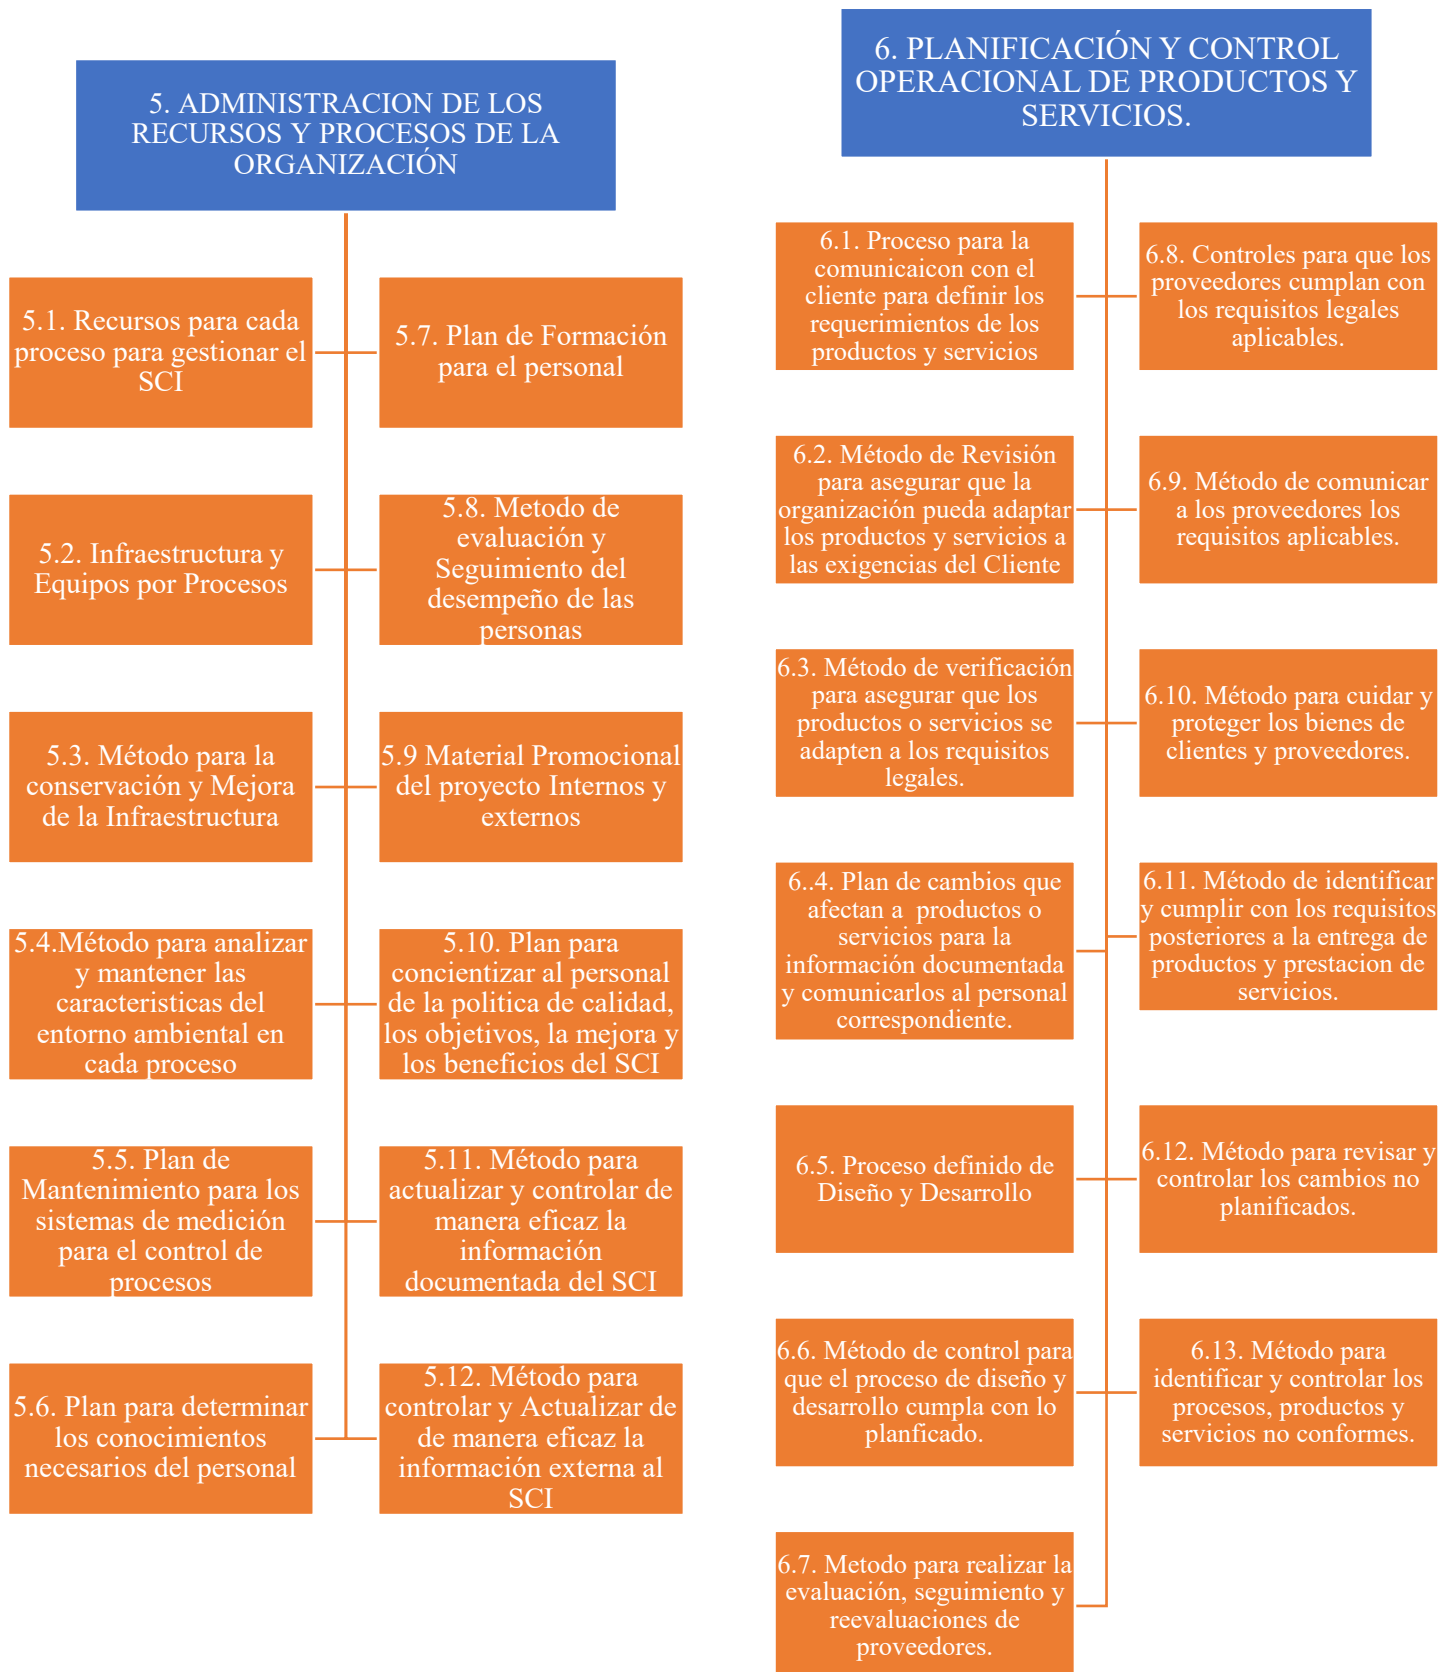 5. ADMINISTRACION DE LOS
RECURSOS Y PROCESOS DE LA
ORGANIZACIÓN
5.1. Recursos para cada
proceso para gestionar el
SCI
5.7. Plan de Formación
para el personal
5.2. Infraestructura y
Equipos por Procesos
5.8. Metodo de
evaluación y
Seguimiento del
desempeño de las
personas
5.3. Método para la
conservación y Mejora
de la Infraestructura
5.9 Material Promocional
del proyecto Internos y
externos
5.4.Método para analizar
y mantener las
caracteristicas del
entorno ambiental en
cada proceso
5.10. Plan para
concientizar al personal
de la politica de calidad,
los objetivos, la mejora y
los beneficios del SCI
5.5. Plan de
Mantenimiento para los
sistemas de medición
para el control de
procesos
5.11. Método para
actualizar y controlar de
manera eficaz la
información
documentada del SCI
5.6. Plan para determinar
los conocimientos
necesarios del personal
5.12. Método para
controlar y Actualizar de
de manera eficaz la
información externa al
SCI
6. PLANIFICACIÓN Y CONTROL
OPERACIONAL DE PRODUCTOS Y
SERVICIOS.
6.1. Proceso para la
comunicaicon con el
cliente para definir los
requerimientos de los
productos y servicios
6.8. Controles para que los
proveedores cumplan con
los requisitos legales
aplicables.
6.2. Método de Revisión
para asegurar que la
organización pueda adaptar
los productos y servicios a
las exigencias del Cliente
6.9. Método de comunicar
a los proveedores los
requisitos aplicables.
6.3. Método de verificación
para asegurar que los
productos o servicios se
adapten a los requisitos
legales.
6.10. Método para cuidar y
proteger los bienes de
clientes y proveedores.
6..4. Plan de cambios que
afectan a productos o
servicios para la
información documentada
y comunicarlos al personal
correspondiente.
6.11. Método de identificar
y cumplir con los requisitos
posteriores a la entrega de
productos y prestacion de
servicios.
6.5. Proceso definido de
Diseño y Desarrollo
6.12. Método para revisar y
controlar los cambios no
planificados.
6.6. Método de control para
que el proceso de diseño y
desarrollo cumpla con lo
planficado.
6.13. Método para
identificar y controlar los
procesos, productos y
servicios no conformes.
6.7. Metodo para realizar la
evaluación, seguimiento y
reevaluaciones de
proveedores.